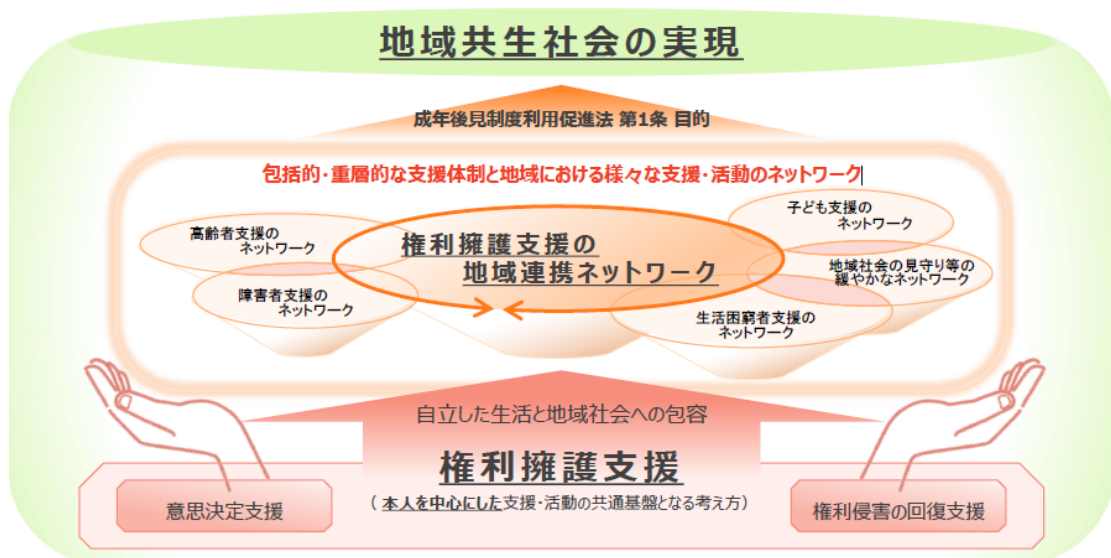 地域共生社会の実現
成年後見制度利用促進法 第1条 目的
包括的・重層的な支援体制と地域における様々な支援・活動のネットワーク
子ども支援の
ネットワーク
高齢者支援の
ネットワーク
権利擁護支援の
地域連携ネットワーク
地域社会の見守り等の
緩やかなネットワーク
障害者支援の
ネットワーク
生活困窮者支援の
ネットワーク
自立した生活と地域社会への包容
権利擁護支援
（本人を中心にした支援・活動の共通基盤となる考え方）
意思決定支援
権利侵害の回復支援